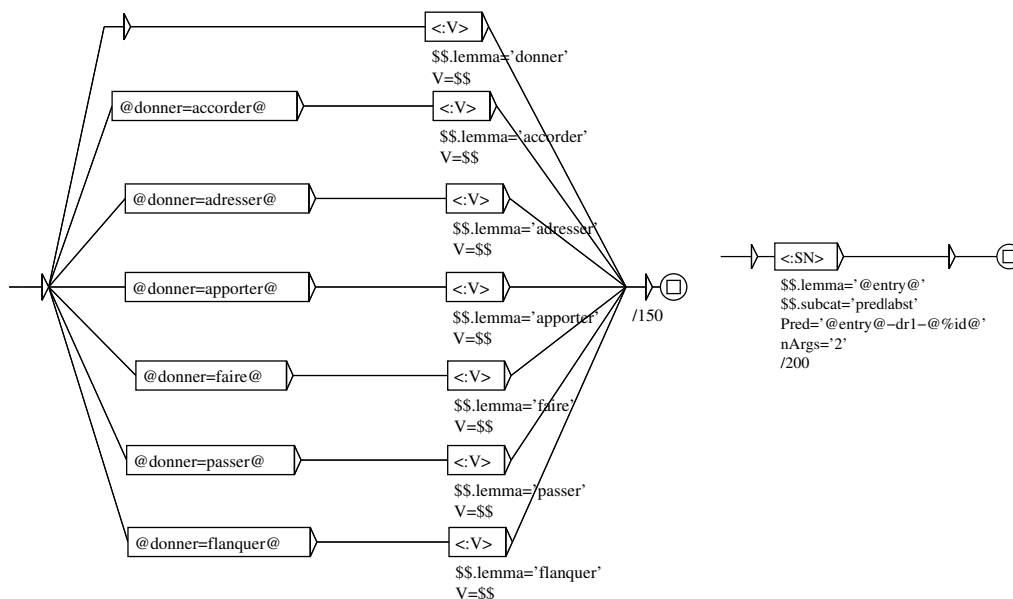 <:V>
$$.lemma=’donner’
V=$$
@donner=accorder@
<:V>
$$.lemma=’accorder’
V=$$
@donner=adresser@
<:V>
$$.lemma=’adresser’
V=$$
@donner=apporter@
<:V>
$$.lemma=’apporter’
V=$$
/150
@donner=faire@
<:V>
$$.lemma=’faire’
V=$$
@donner=passer@
<:V>
$$.lemma=’passer’
V=$$
@donner=flanquer@
<:V>
$$.lemma=’flanquer’
V=$$
<:SN>
$$.lemma=’@entry@’
$$.subcat=’pred|abst’
Pred=’@entry@−dr1−@%id@’
nArgs=’2’
/200